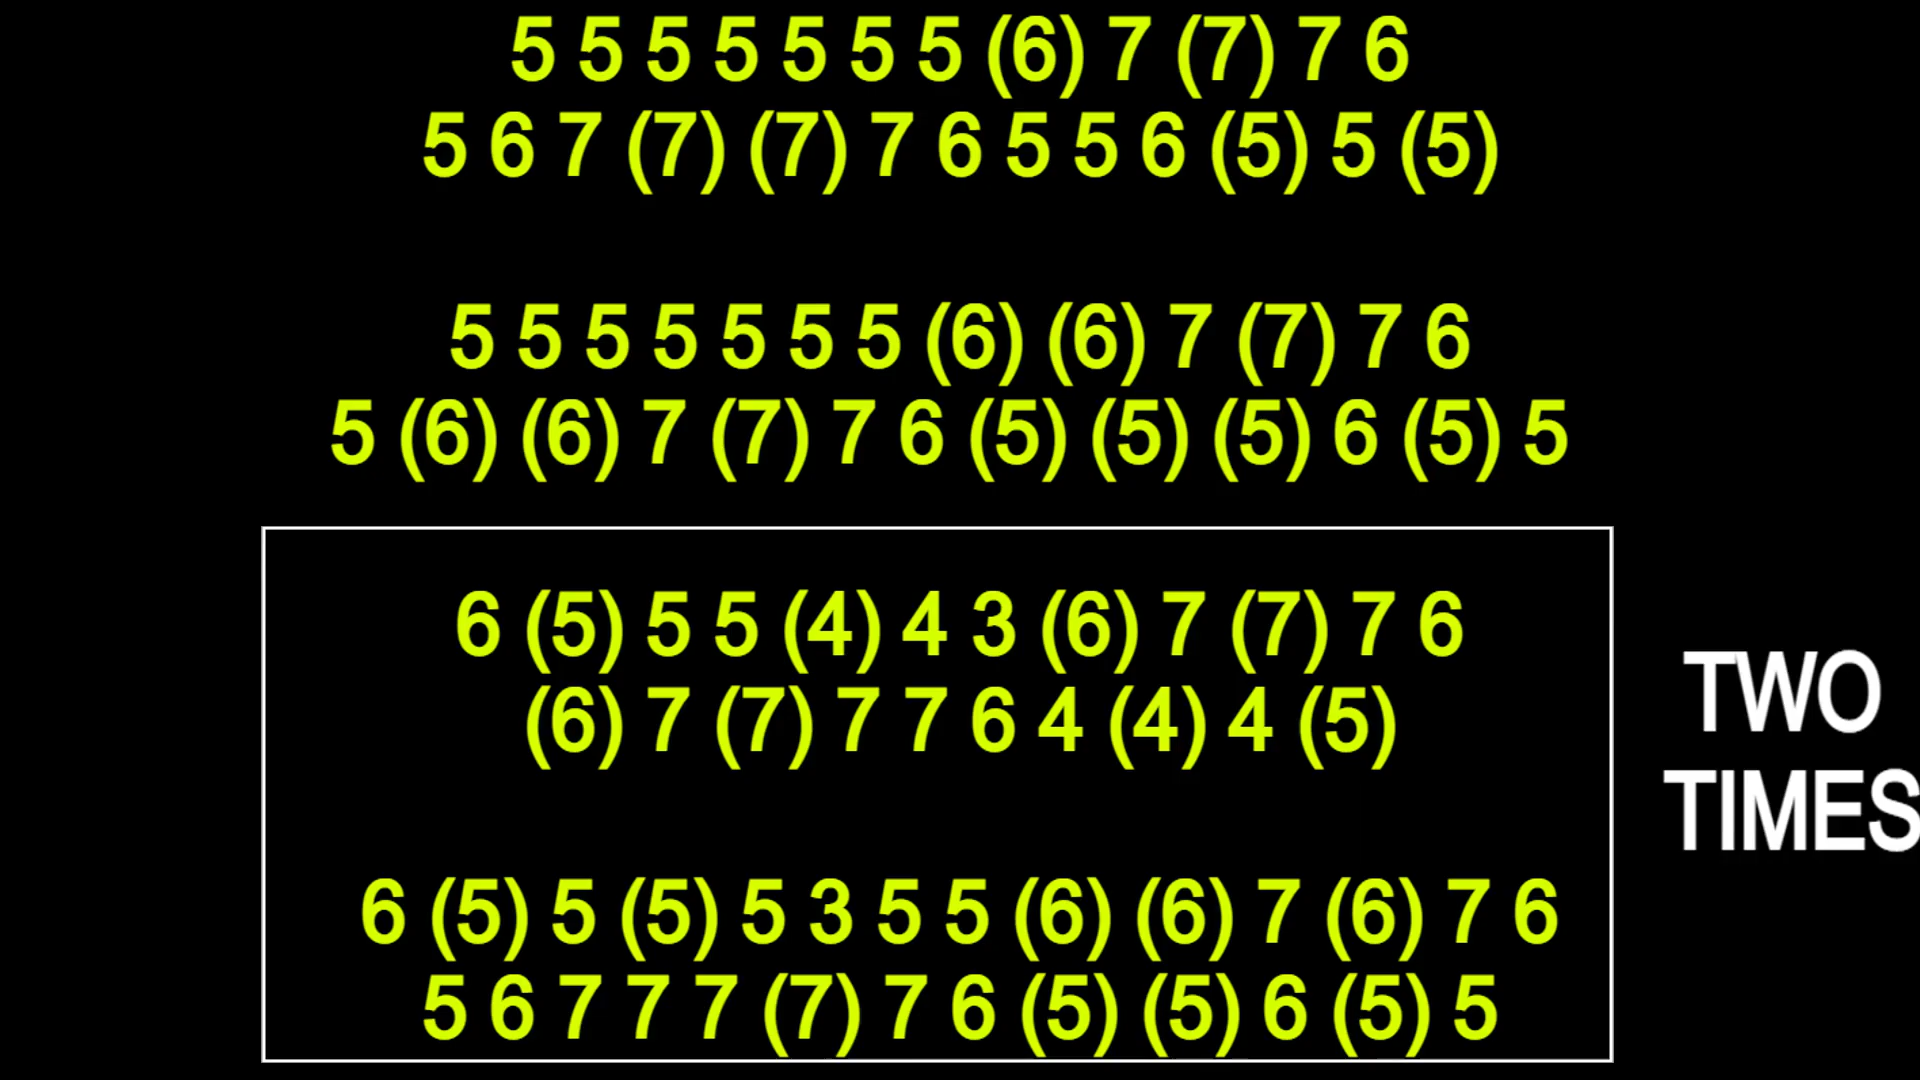 5 5 5 5 5 5 5 (6) 7 (7) 7 6
5 6 7 (7) (7) 7 6 5 5 6 (5) 5 (5)
5 5 5 5 5 5 5 (6) (6) 7 (7) 7 6
5 (6) (6) 7 (7) 7 6 (5) (5) (5) 6 (5) 5
6 (5) 5 5 (4) 4 3 (6) 7 (7) 7 6
(6) 7 (7) 7 7 6 4 (4) 4 (5)
6 (5) 5 (5) 5 3 5 5 (6) (6) 7 (6) 7 6
5 6 7 7 7 (7) 7 6 (5) (5) 6 (5) 5
TWO
TIMES